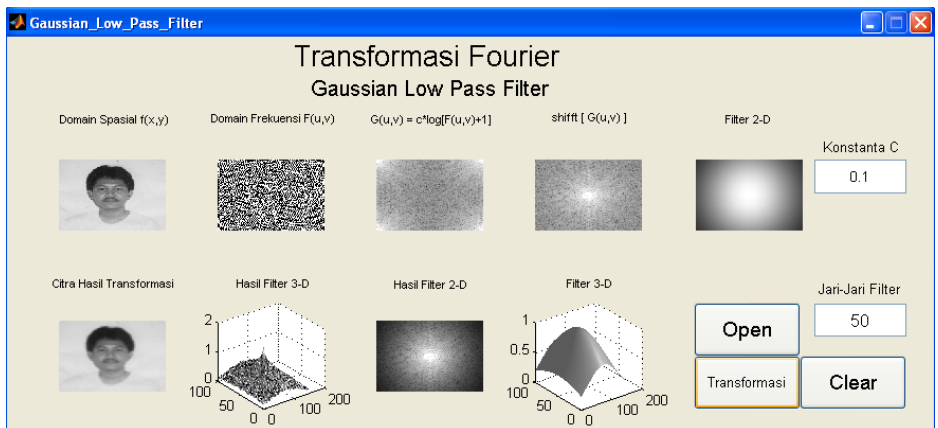 Gaussian_Low_Pass_Filter
Transformasi Fourier
Gaussian Low Pass Filter
Domain Spasial f(x,y)
Domain Frekuensi F(u,v)
G(u,v) = c*log[F(u,v)+1]
shifft [ G(u,v) ]
Filter 2-D
Konstanta C
0.1
Citra Hasil Transformasi
Hasil Filter 3-D
Hasil Filter 2-D
Filter 3-D
Jari-Jari Filter
50
2
1
0
100
50
0
0
100
200
1
0.5
0
100
50
0
0
100
200
Open
Transformasi
Clear